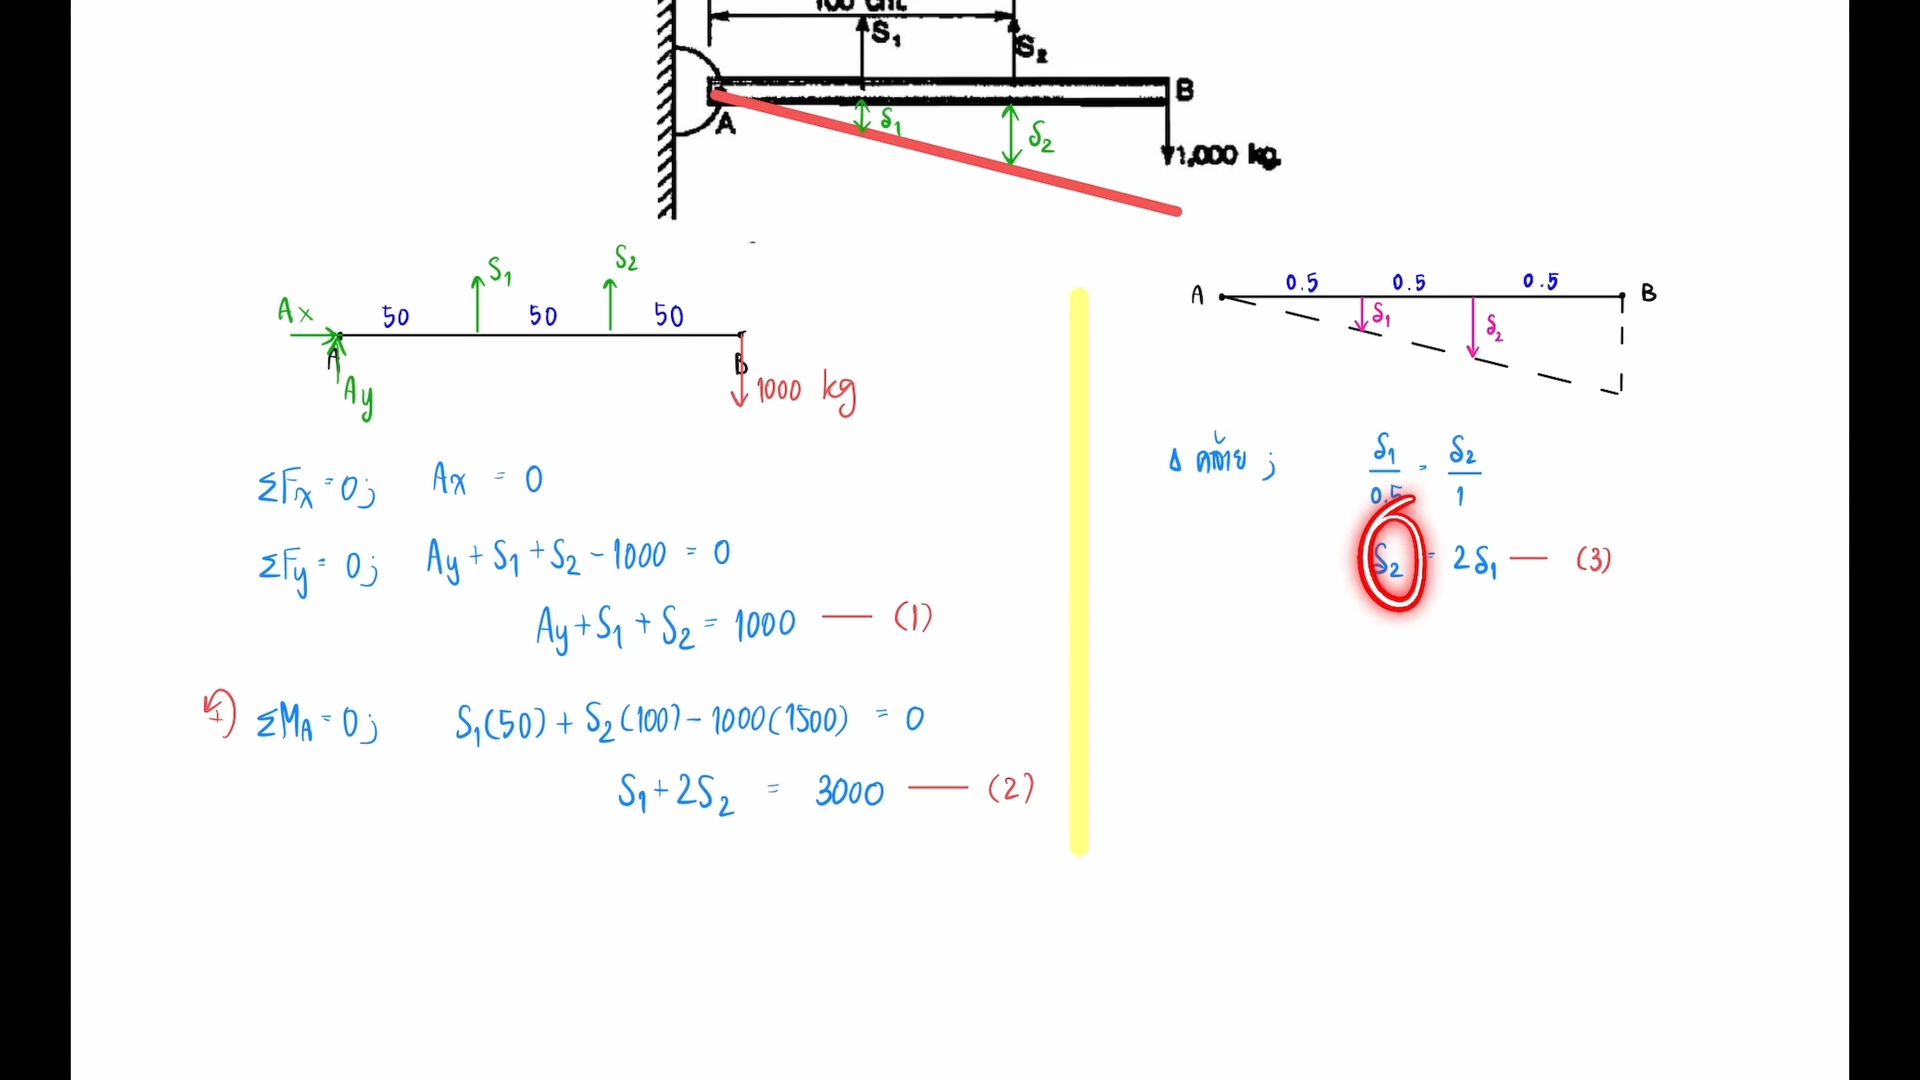 100 cm.
S₁
S₂
B
A
δ₁
δ₂
1,000 kg.
S₁
S₂
Ax
50
50
50
A
B
Ay
1000 kg
ΣFx = 0; Ax = 0
ΣFy = 0; Ay + S₁ + S₂ - 1000 = 0
Ay + S₁ + S₂ = 1000 — (1)
+ ΣMA = 0; S₁(50) + S₂(100) - 1000(1500) = 0
S₁ + 2S₂ = 3000 — (2)
0.5 0.5 0.5
A B
δ₁
δ₂
Δ คล้าย ; δ₁/0.5 = δ₂/1
δ₂ = 2δ₁ — (3)